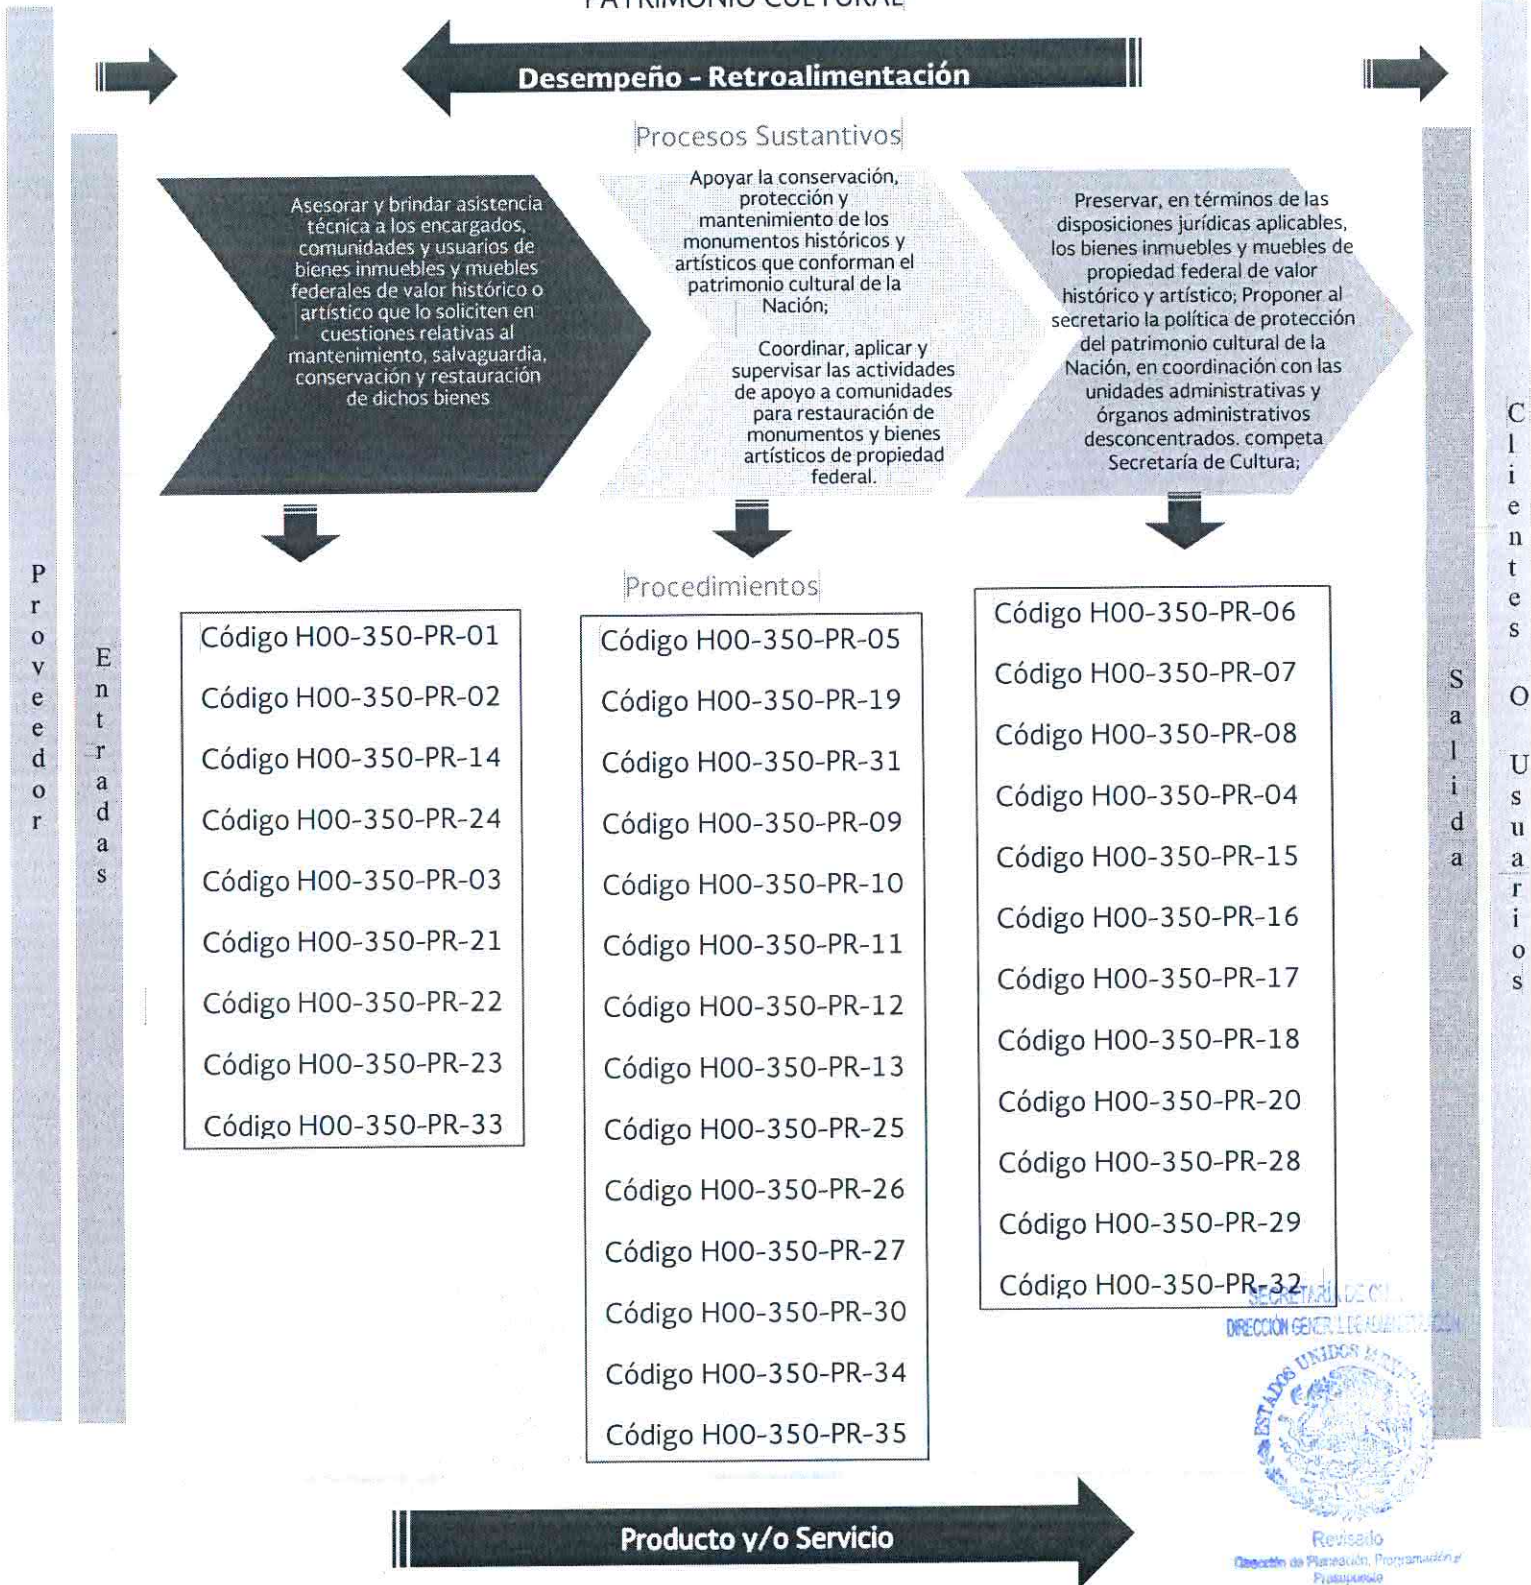 PATRIMONIO CULTURAL
Desempeño - Retroalimentación
Procesos Sustantivos
Asesorar y brindar asistencia
técnica a los encargados,
comunidades y usuarios de
bienes inmuebles y muebles
federales de valor histórico o
artístico que lo soliciten en
cuestiones relativas al
mantenimiento, salvaguardia,
conservación y restauración
de dichos bienes
Apoyar la conservación,
protección y
mantenimiento de los
monumentos históricos y
artísticos que conforman el
patrimonio cultural de la
Nación;
Coordinar, aplicar y
supervisar las actividades
de apoyo a comunidades
para restauración de
monumentos y bienes
artísticos de propiedad
federal.
Preservar, en términos de las
disposiciones jurídicas aplicables,
los bienes inmuebles y muebles de
propiedad federal de valor
histórico y artístico; Proponer al
secretario la política de protección
del patrimonio cultural de la
Nación, en coordinación con las
unidades administrativas y
órganos administrativos
desconcentrados. competa
Secretaría de Cultura;
Proveedor
Entradas
Procedimientos
Código H00-350-PR-01
Código H00-350-PR-02
Código H00-350-PR-14
Código H00-350-PR-24
Código H00-350-PR-03
Código H00-350-PR-21
Código H00-350-PR-22
Código H00-350-PR-23
Código H00-350-PR-33
Código H00-350-PR-05
Código H00-350-PR-19
Código H00-350-PR-31
Código H00-350-PR-09
Código H00-350-PR-10
Código H00-350-PR-11
Código H00-350-PR-12
Código H00-350-PR-13
Código H00-350-PR-25
Código H00-350-PR-26
Código H00-350-PR-27
Código H00-350-PR-30
Código H00-350-PR-34
Código H00-350-PR-35
Código H00-350-PR-06
Código H00-350-PR-07
Código H00-350-PR-08
Código H00-350-PR-04
Código H00-350-PR-15
Código H00-350-PR-16
Código H00-350-PR-17
Código H00-350-PR-18
Código H00-350-PR-20
Código H00-350-PR-28
Código H00-350-PR-29
Código H00-350-PR-32
Salida
Clientes O Usuarios
SECRETARÍA DE
DIRECCIÓN GENERAL DE
ESTADOS UNIDOS
Revisado
Dirección de Planeación, Programación y
Presupuesto
Producto y/o Servicio